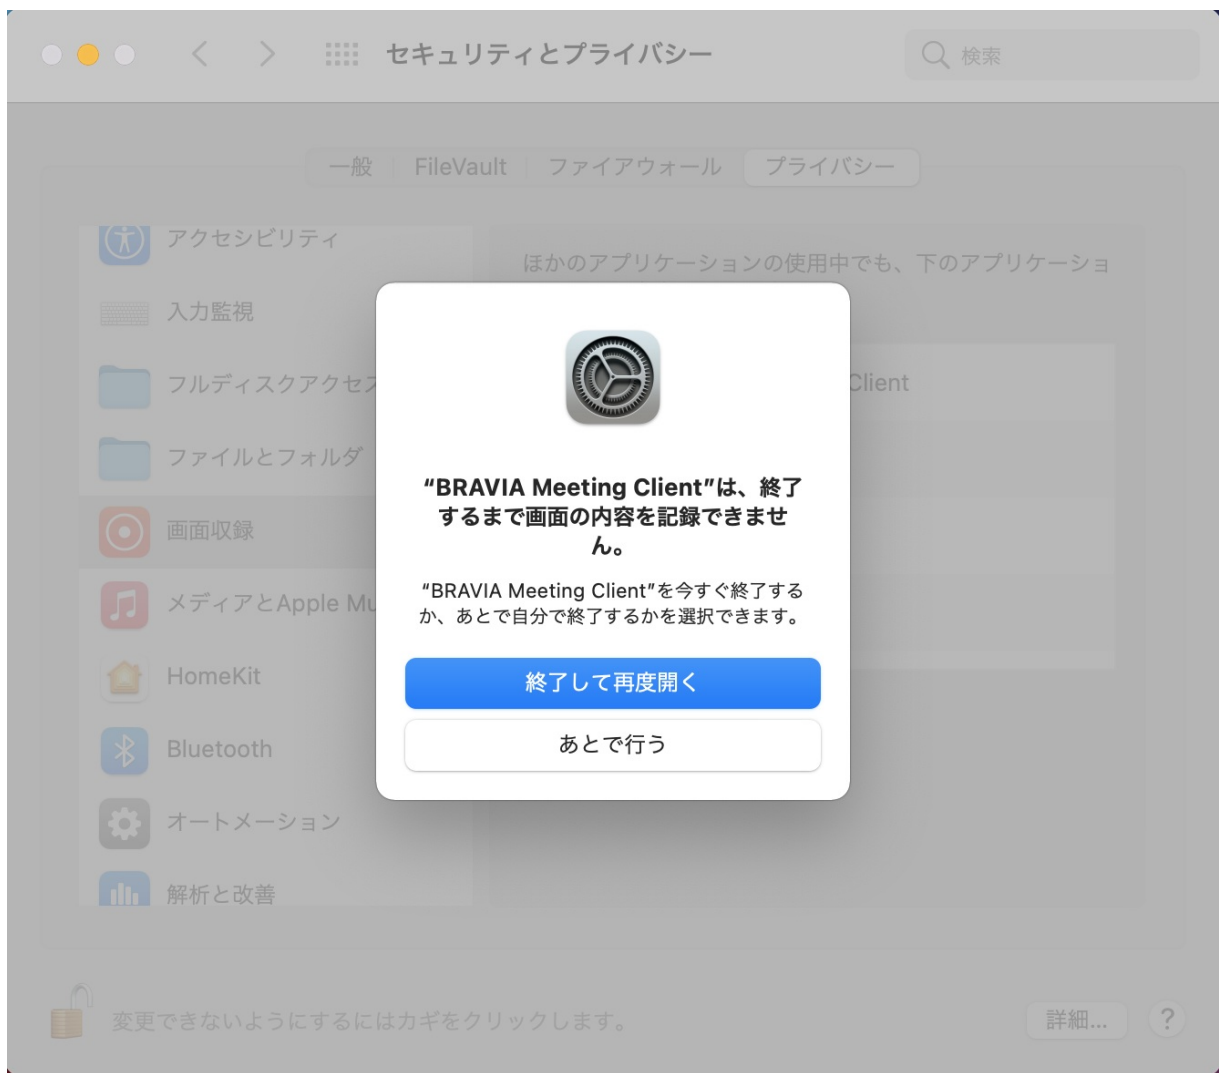 セキュリティとプライバシー
検索
一般
FileVault
ファイアウォール
プライバシー
アクセシビリティ
入力監視
フルディスクアクセス
ファイルとフォルダ
画面収録
メディアとApple Mu
HomeKit
Bluetooth
オートメーション
解析と改善
ほかのアプリケーションの使用中でも、下のアプリケーショ
Client
“BRAVIA Meeting Client”は、終了
するまで画面の内容を記録できませ
ん。
“BRAVIA Meeting Client”を今すぐ終了する
か、あとで自分で終了するかを選択できます。
終了して再度開く
あとで行う
変更できないようにするにはカギをクリックします。
詳細...
?